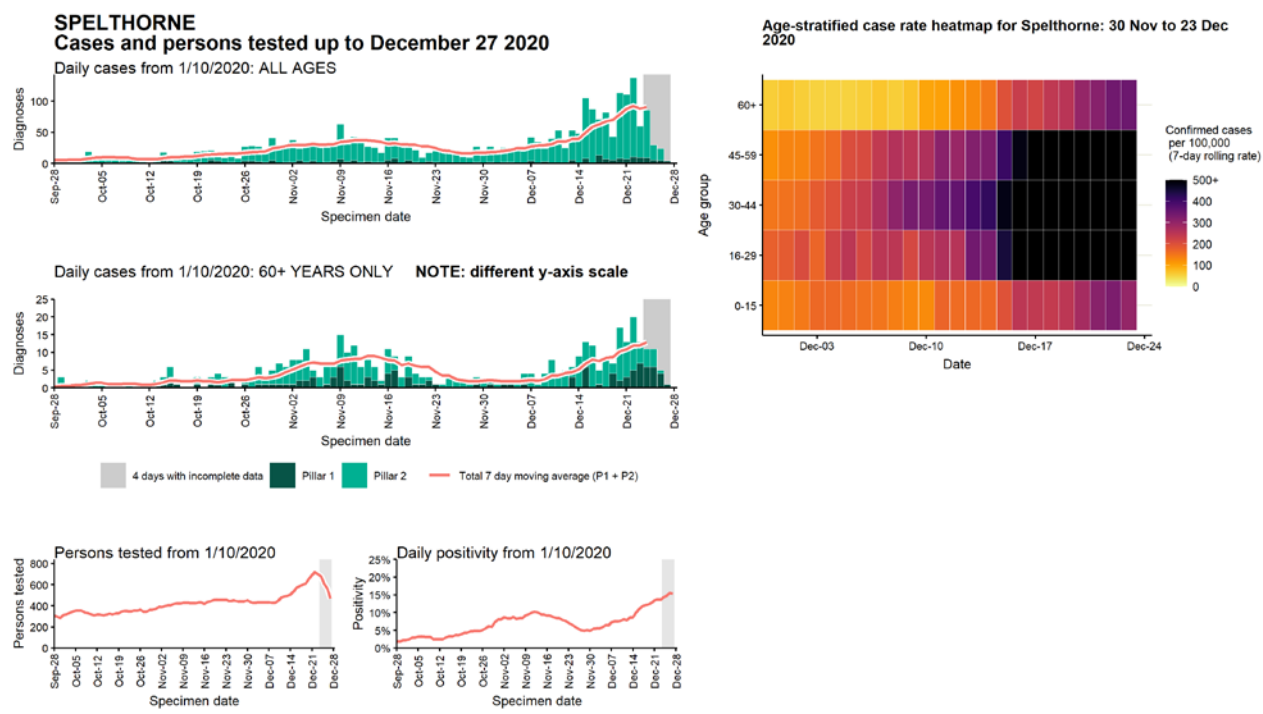 SPELTHORNE
Cases and persons tested up to December 27 2020
Daily cases from 1/10/2020: ALL AGES
Diagnoses
100
50
0
Sep-28 Oct-05 Oct-12 Oct-19 Oct-26 Nov-02 Nov-09 Nov-16 Nov-23 Nov-30 Dec-07 Dec-14 Dec-21 Dec-28
Specimen date
Daily cases from 1/10/2020: 60+ YEARS ONLY NOTE: different y-axis scale
Diagnoses
25
20
15
10
5
0
Sep-28 Oct-05 Oct-12 Oct-19 Oct-26 Nov-02 Nov-09 Nov-16 Nov-23 Nov-30 Dec-07 Dec-14 Dec-21 Dec-28
Specimen date
4 days with incomplete data Pillar 1 Pillar 2 Total 7 day moving average (P1 + P2)
Persons tested from 1/10/2020
Persons tested
800
600
400
200
0
Sep-28 Oct-05 Oct-12 Oct-19 Oct-26 Nov-02 Nov-09 Nov-16 Nov-23 Nov-30 Dec-07 Dec-14 Dec-21 Dec-28
Specimen date
Daily positivity from 1/10/2020
Positivity
25%
20%
15%
10%
5%
0%
Sep-28 Oct-05 Oct-12 Oct-19 Oct-26 Nov-02 Nov-09 Nov-16 Nov-23 Nov-30 Dec-07 Dec-14 Dec-21 Dec-28
Specimen date
Age-stratified case rate heatmap for Spelthorne: 30 Nov to 23 Dec
2020
Age group
60+
45-59
30-44
16-29
0-15
Dec-03 Dec-10 Dec-17 Dec-24
Date
Confirmed cases
per 100,000
(7-day rolling rate)
500+
400
300
200
100
0